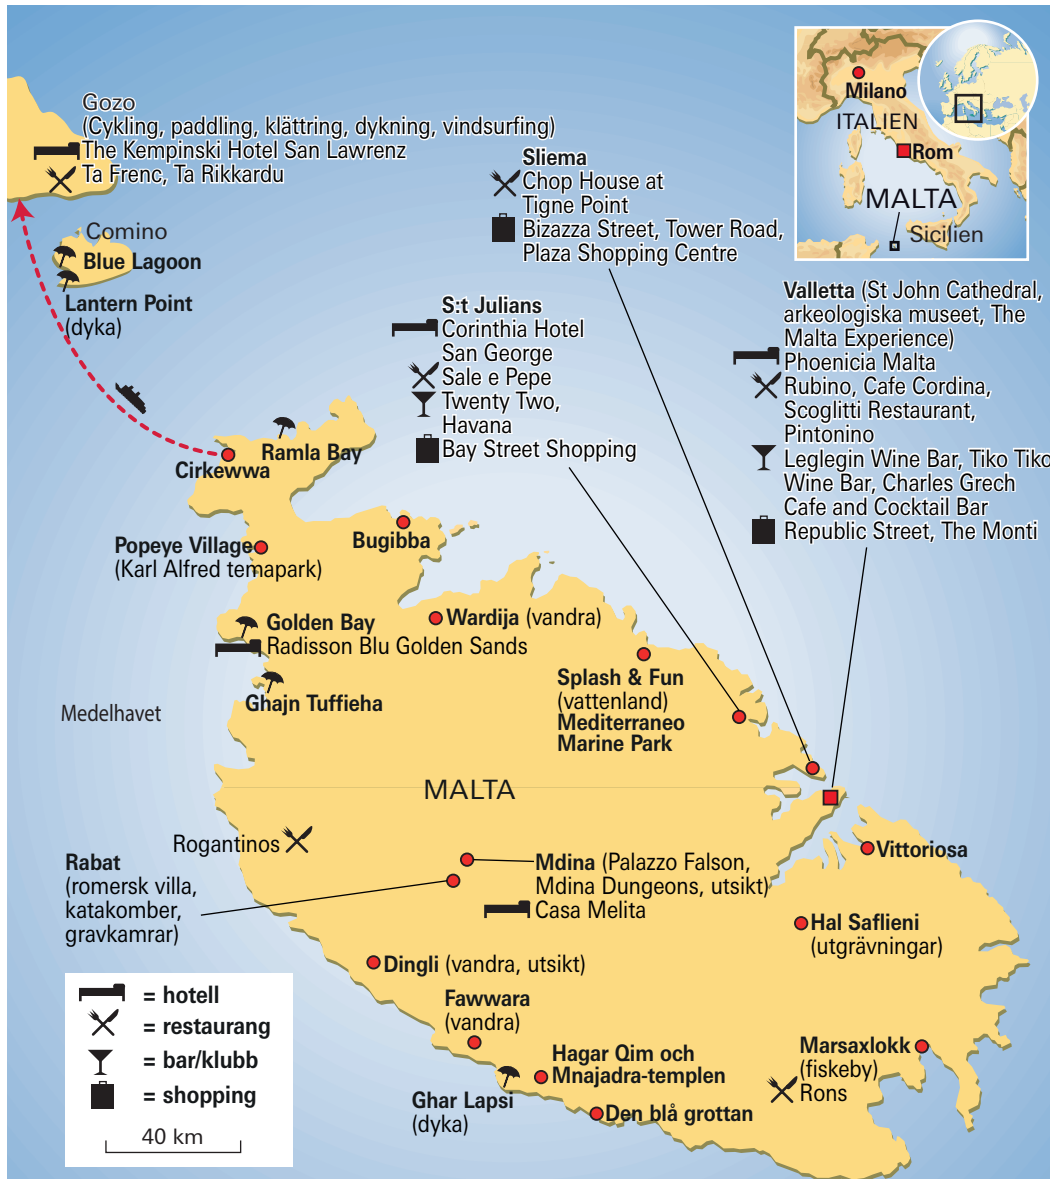 Gozo
(Cykling, paddling, klättring, dykning, vindsurfing)
The Kempinski Hotel San Lawrenz
Ta Frenc, Ta Rikkardu
Comino
Blue Lagoon
Lantern Point
(dyka)
Sliema
Chop House at
Tigne Point
Bizazza Street, Tower Road,
Plaza Shopping Centre
Milano
ITALIEN
Rom
MALTA
Sicilien
S:t Julians
Corinthia Hotel
San George
Sale e Pepe
Twenty Two,
Havana
Bay Street Shopping
Valletta (St John Cathedral,
arkeologiska museet, The
Malta Experience)
Phoenicia Malta
Rubino, Cafe Cordina,
Scoglitti Restaurant,
Pintonino
Leglegin Wine Bar, Tiko Tiko
Wine Bar, Charles Grech
Cafe and Cocktail Bar
Republic Street, The Monti
Ramla Bay
Cirkewwa
Bugibba
Popeye Village
(Karl Alfred temapark)
Golden Bay
Radisson Blu Golden Sands
Wardija (vandra)
Ghajn Tuffieha
Splash & Fun
(vattenland)
Mediterraneo
Marine Park
Medelhavet
MALTA
Rogantinos
Rabat
(romersk villa,
katakomber,
gravkamrar)
Mdina (Palazzo Falson,
Mdina Dungeons, utsikt)
Casa Melita
Vittoriosa
Hal Saflieni
(utgrävningar)
Dingli (vandra, utsikt)
Fawwara
(vandra)
Hagar Qim och
Mnajadra-templen
Ghar Lapsi
(dyka)
Den blå grottan
Marsaxlokk
(fiskeby)
Rons
= hotell
= restaurang
= bar/klubb
= shopping
40 km